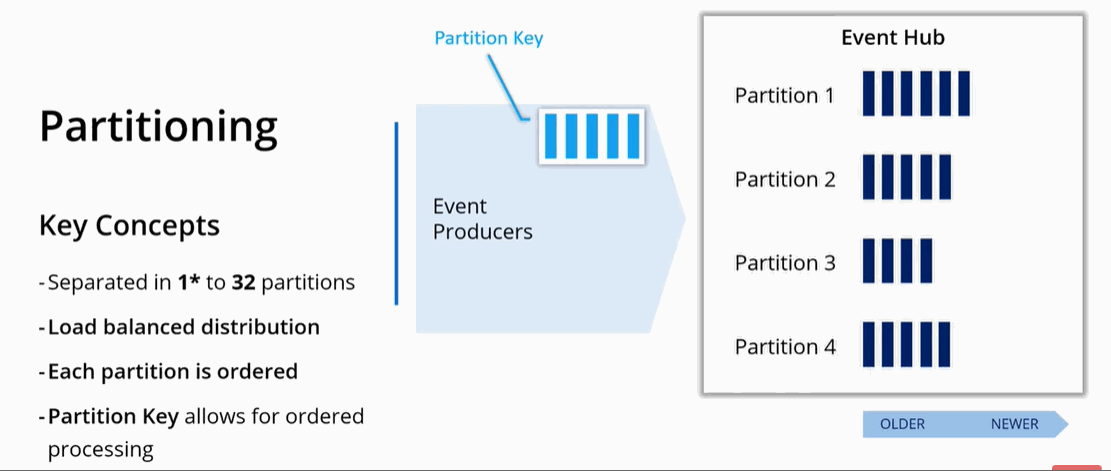 Partitioning
Key Concepts
-Separated in 1* to 32 partitions
-Load balanced distribution
-Each partition is ordered
-Partition Key allows for ordered
processing
Partition Key
Event
Producers
Event Hub
Partition 1
Partition 2
Partition 3
Partition 4
OLDER NEWER